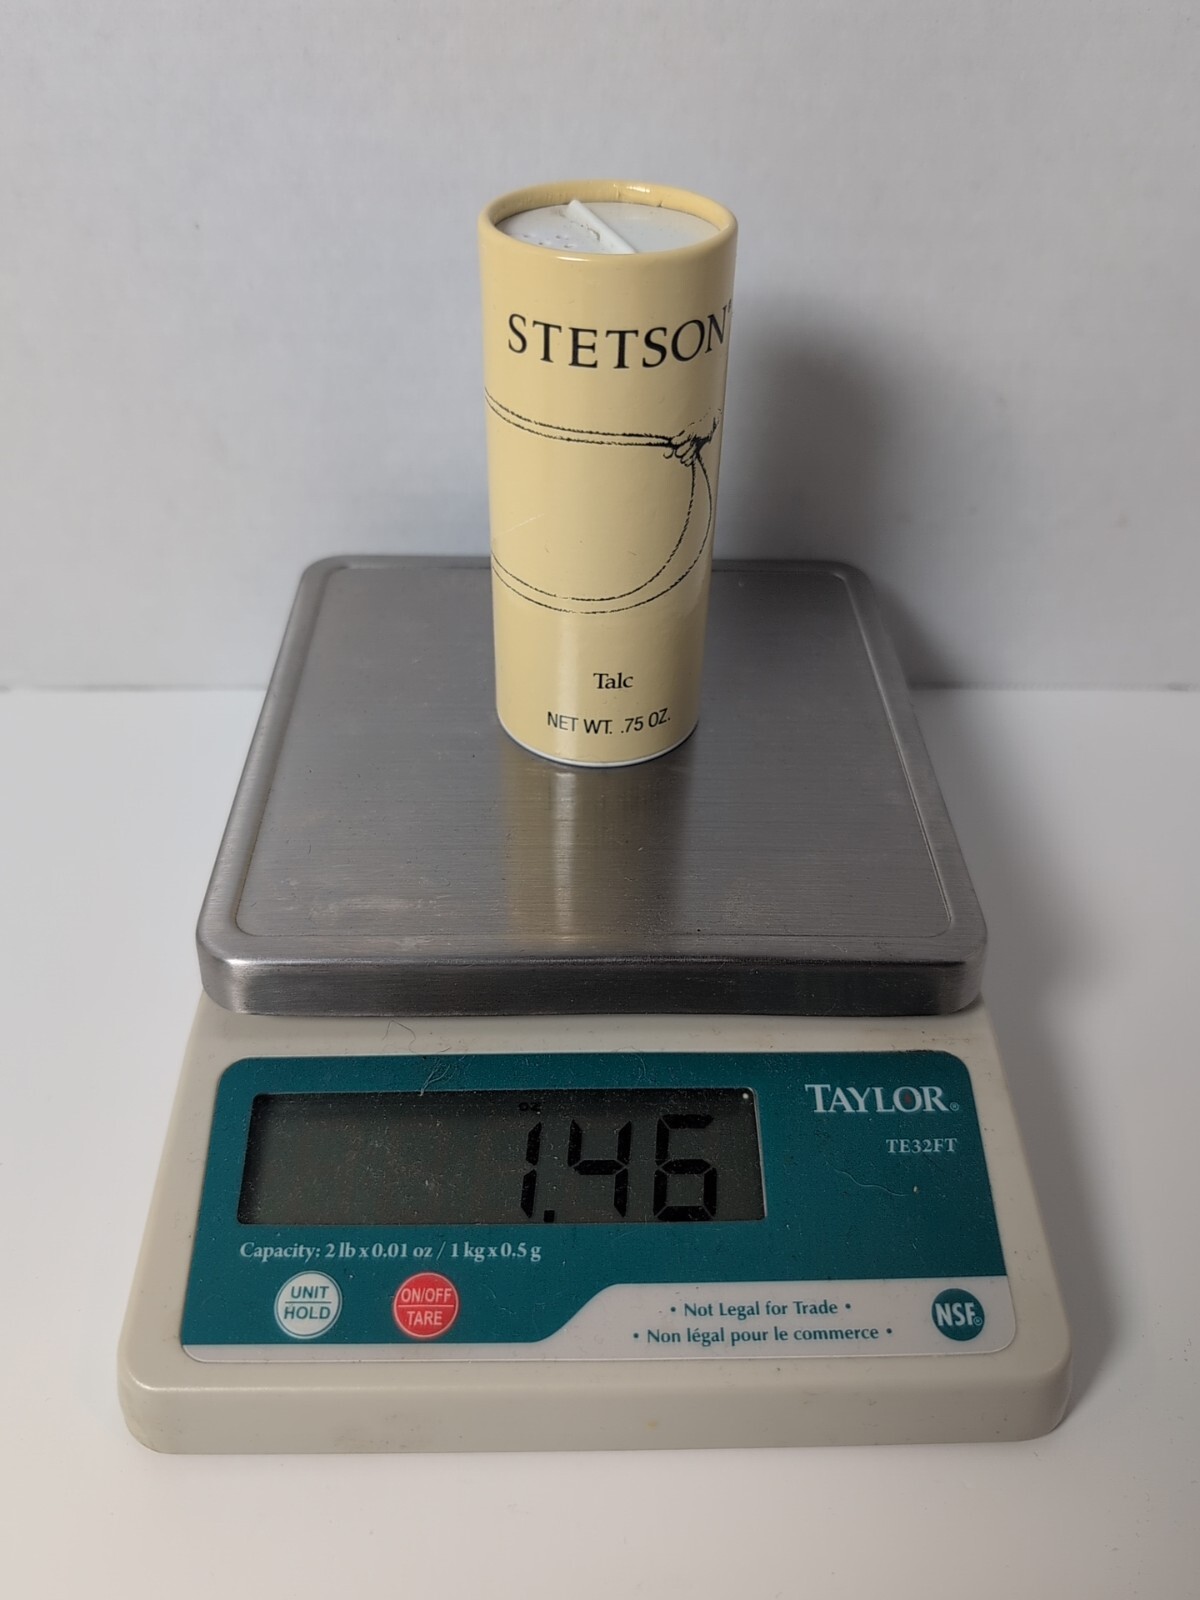 STETSON®
Talc
NET WT. .75 OZ.
oz
1.46
TAYLOR®
TE32FT
Capacity: 2 lb x 0.01 oz / 1 kg x 0.5 g
UNIT
HOLD
ON/OFF
TARE
• Not Legal for Trade •
• Non légal pour le commerce •
NSF®